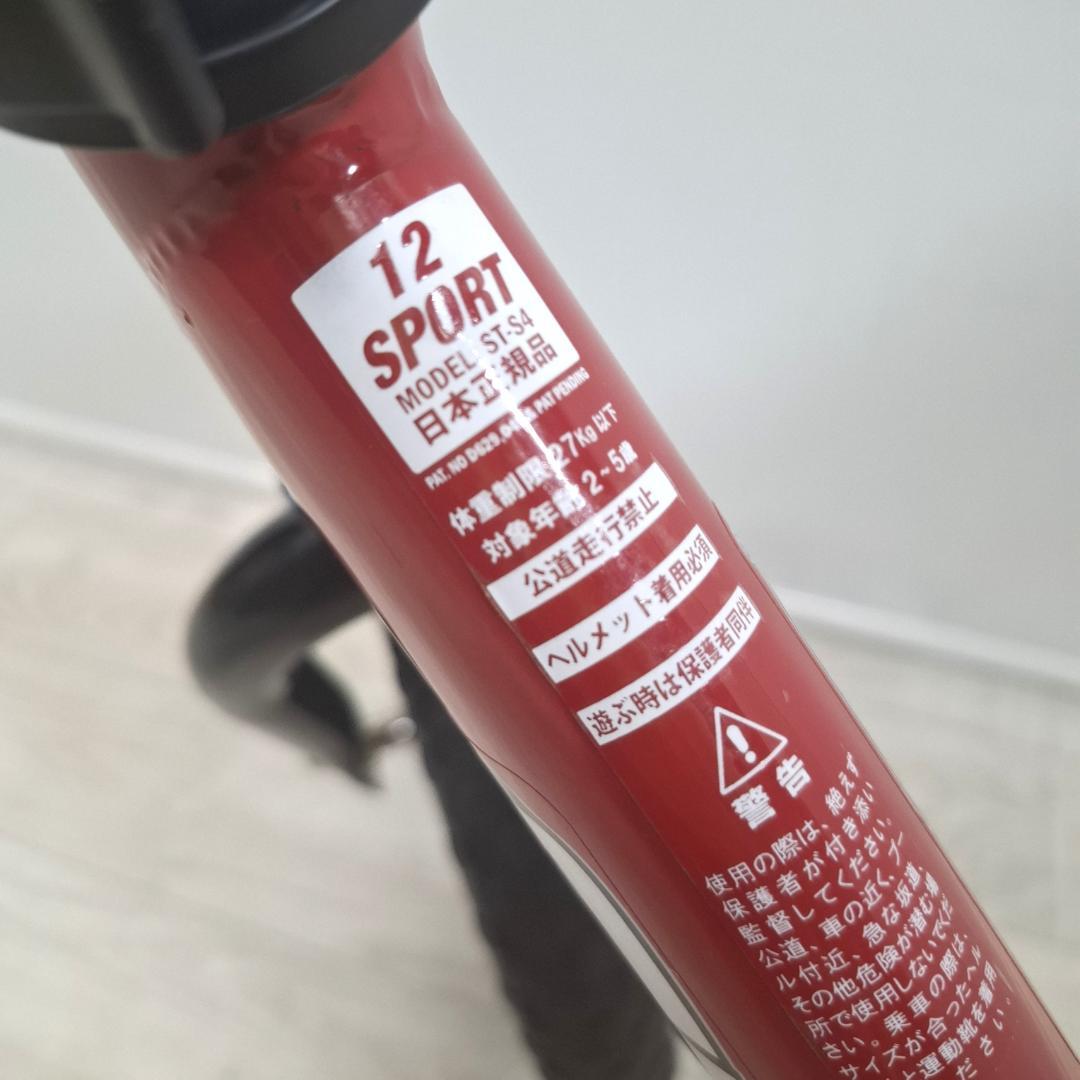 12
SPORT
MODEL ST-S4
日本正規品
PAT. NO D629, & PAT PENDING
体重制限 27Kg 以下
対象年齢 2~5歳
公道走行禁止
ヘルメット着用必須
遊ぶ時は保護者同伴
警告
使用の際は、絶えず
保護者が付き添い
監督してください。
公道、車の近く、プー
ル付近、急な坂道、
その他危険が潜む場
所で使用しないでくだ
さい。乗車の際は、
サイズが合ったヘル
と運動靴を着用
ださい。